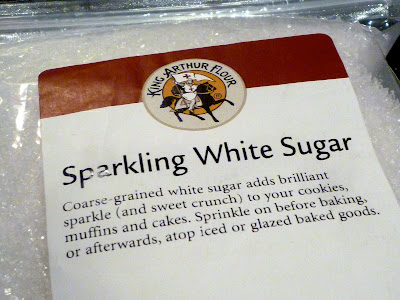 KING ARTHUR FLOUR
®
Sparkling White Sugar
Coarse-grained white sugar adds brilliant
sparkle (and sweet crunch) to your cookies,
muffins and cakes. Sprinkle on before baking,
or afterwards, atop iced or glazed baked goods.